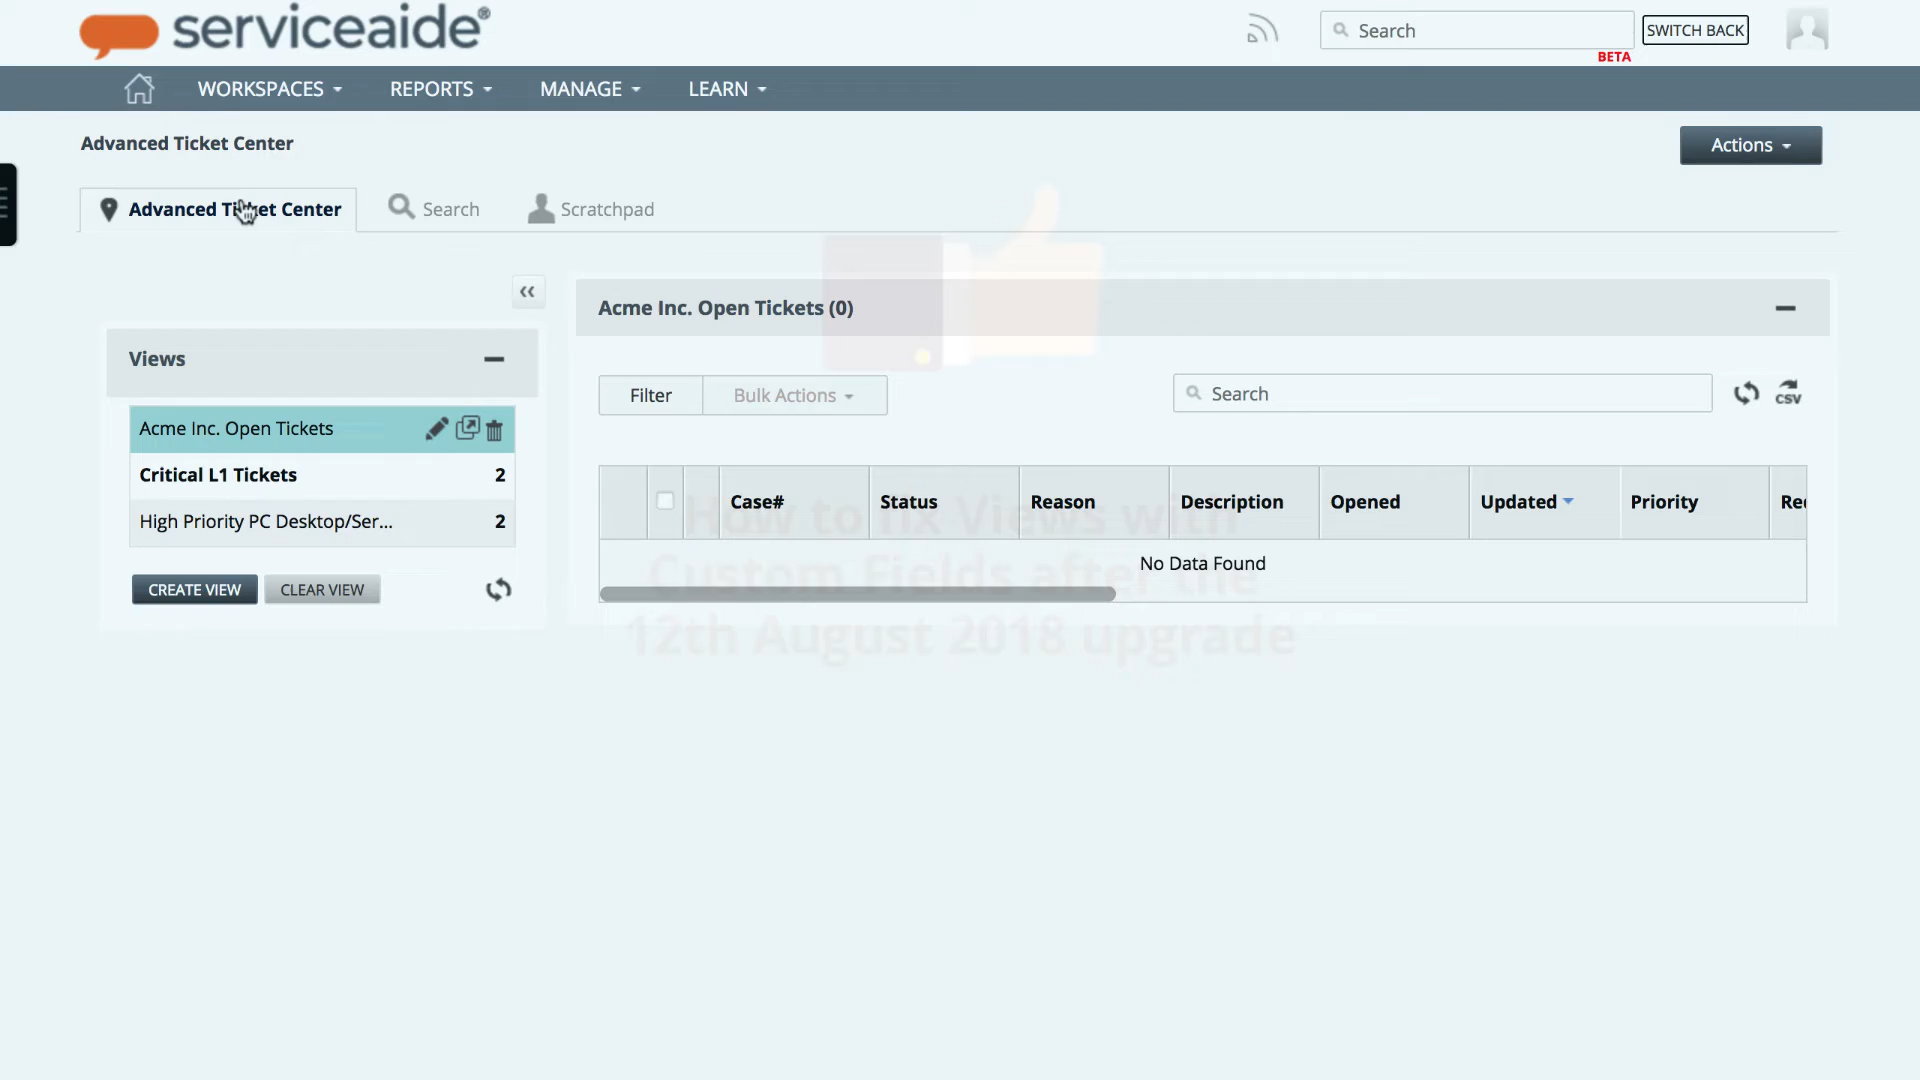 serviceaide®
Search
SWITCH BACK
BETA
WORKSPACES
REPORTS
MANAGE
LEARN
Advanced Ticket Center
Actions
Advanced Ticket Center
Search
Scratchpad
Acme Inc. Open Tickets (0)
Views
Filter
Bulk Actions
Search
CSV
Acme Inc. Open Tickets
Critical L1 Tickets 2
High Priority PC Desktop/Ser... 2
CREATE VIEW
CLEAR VIEW
Case# Status Reason Description Opened Updated Priority Rec
No Data Found
How to fix Views with
Custom Fields after the
12th August 2018 upgrade